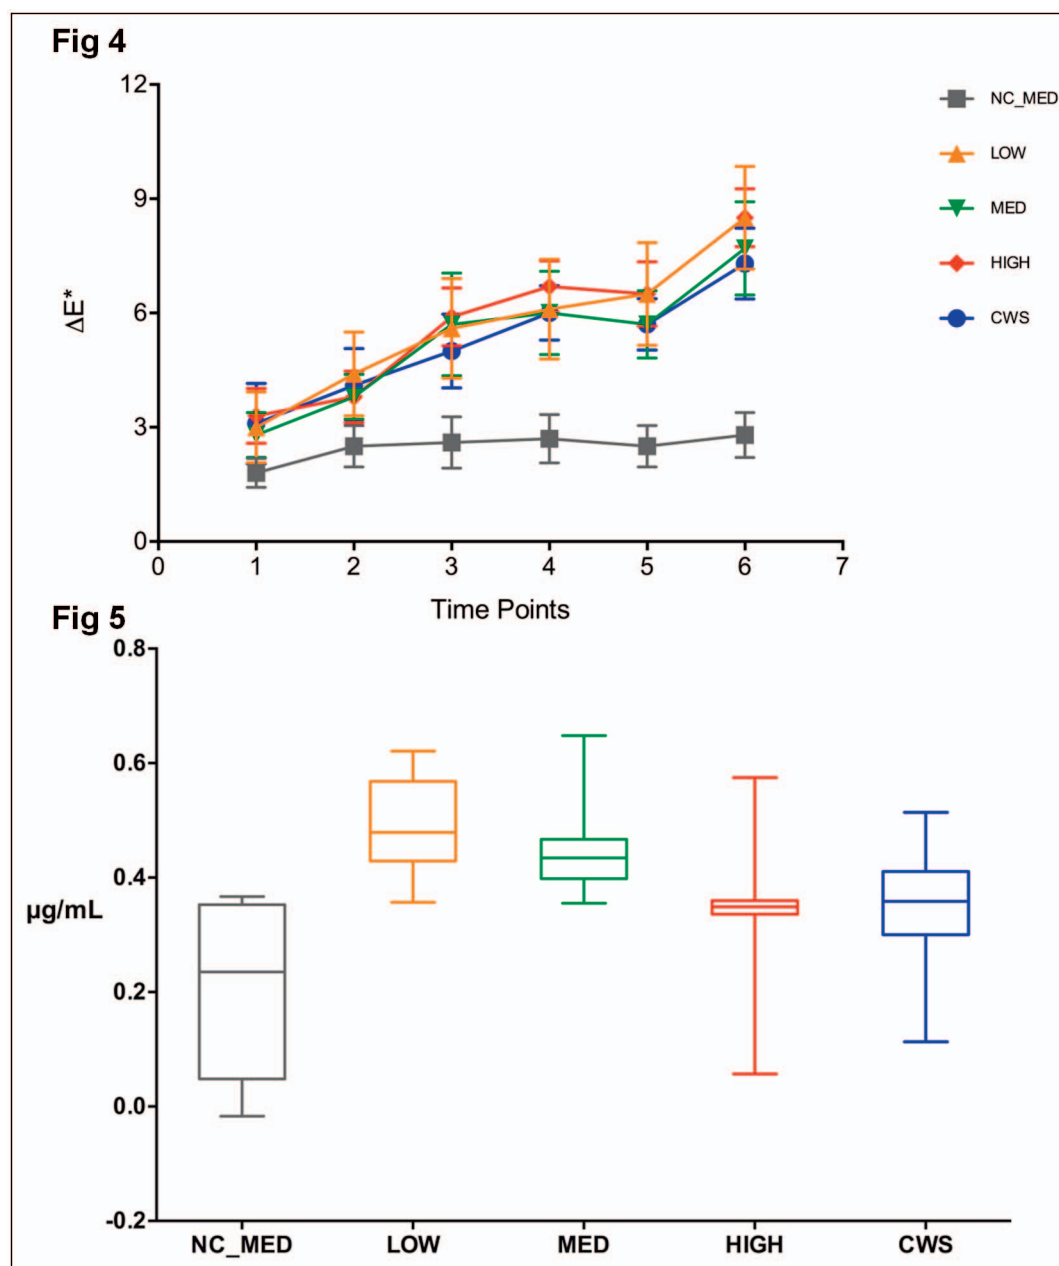 Fig 4
12
9
6
3
0
ΔE*
0 1 2 3 4 5 6 7
Time Points
NC_MED
LOW
MED
HIGH
CWS
Fig 5
0.8
0.6
0.4
0.2
0.0
-0.2
µg/mL
NC_MED LOW MED HIGH CWS